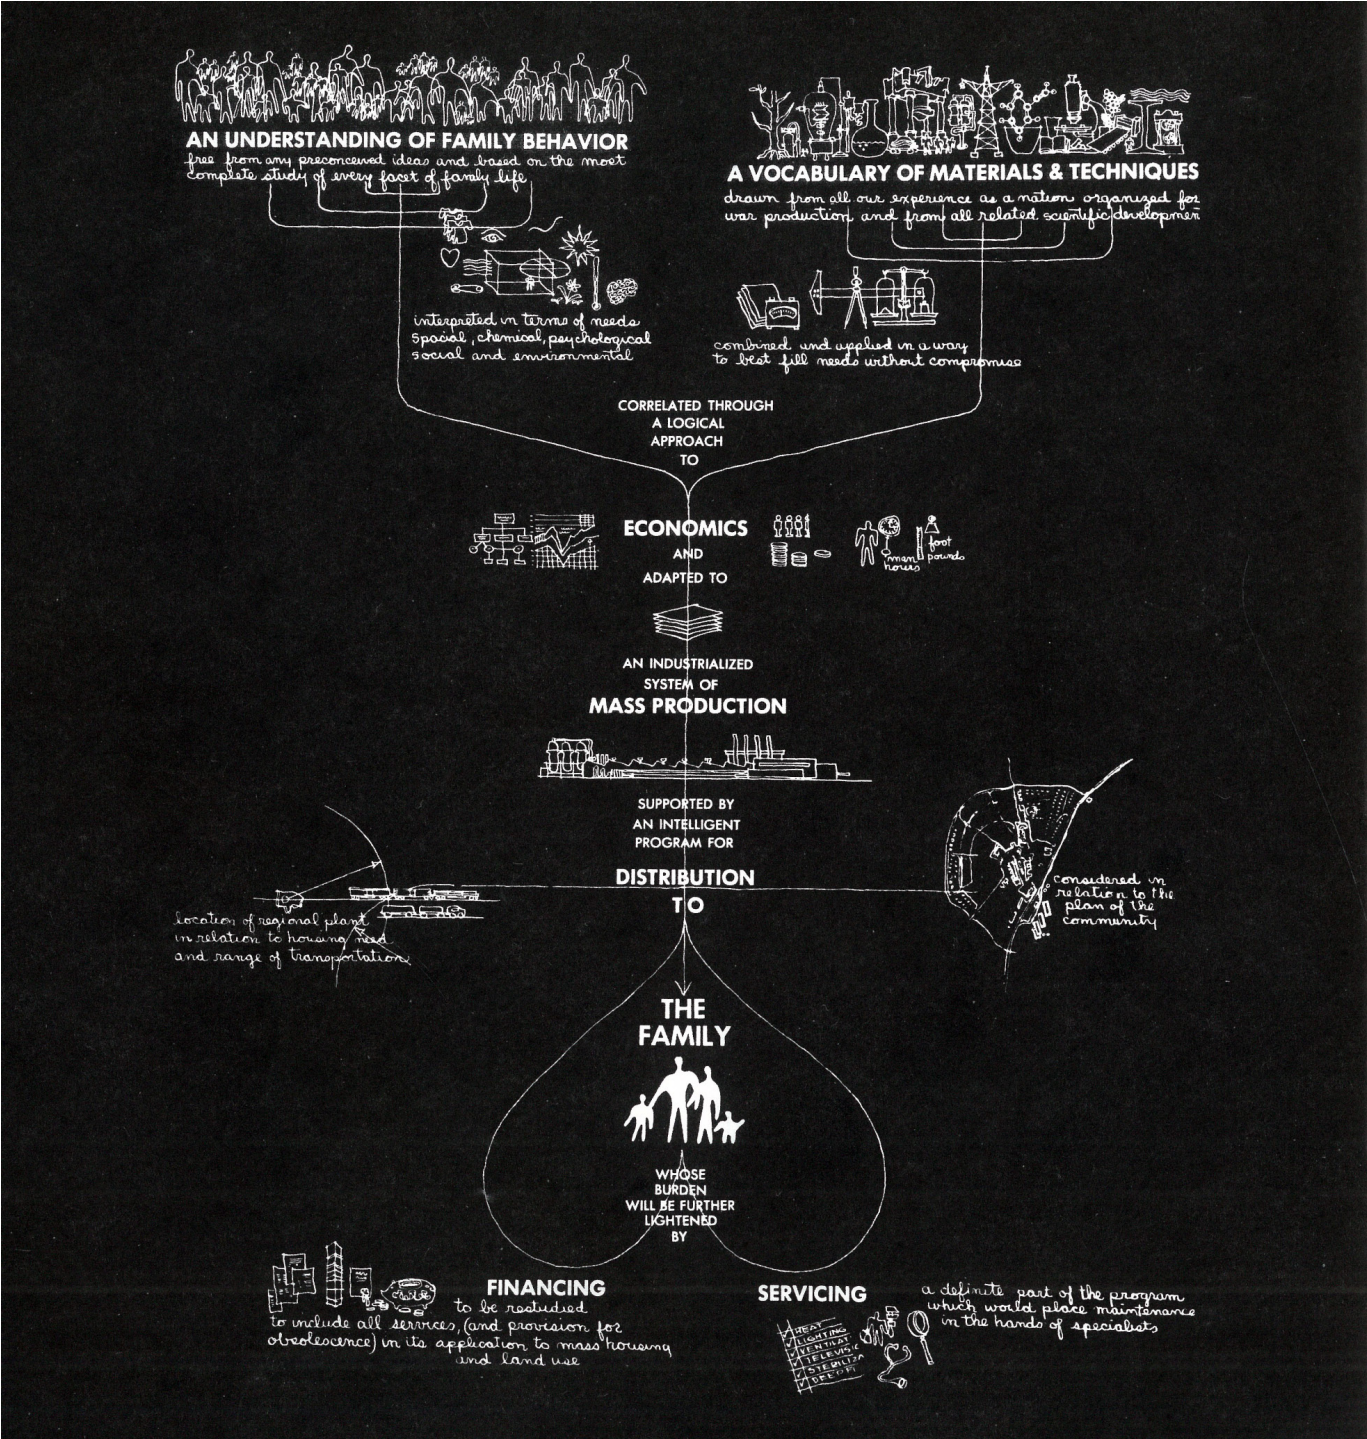 AN UNDERSTANDING OF FAMILY BEHAVIOR
free from any preconceived ideas and based on the most
complete study of every facet of family life
interpreted in terms of needs
spacial, chemical, psychological
social and environmental
A VOCABULARY OF MATERIALS & TECHNIQUES
drawn from all our experience as a nation organized for
war production and from all related scientific developmen
combined and applied in a way
to best fill needs without compromise
CORRELATED THROUGH
A LOGICAL
APPROACH
TO
ECONOMICS
AND
ADAPTED TO
man
hours
foot
pounds
AN INDUSTRIALIZED
SYSTEM OF
MASS PRODUCTION
SUPPORTED BY
AN INTELLIGENT
PROGRAM FOR
DISTRIBUTION
TO
location of regional plant
in relation to housing need
and range of transportation
considered in
relation to the
plan of the
community
THE
FAMILY
WHOSE
BURDEN
WILL BE FURTHER
LIGHTENED
BY
FINANCING
to be restudied
to include all services, (and provision for
obsolescence) in its application to mass housing
and land use
SERVICING
a definite part of the program
which world place maintenance
in the hands of specialists
HEAT
LIGHTING
VENTILAT
TELEVISI
STERILIZA